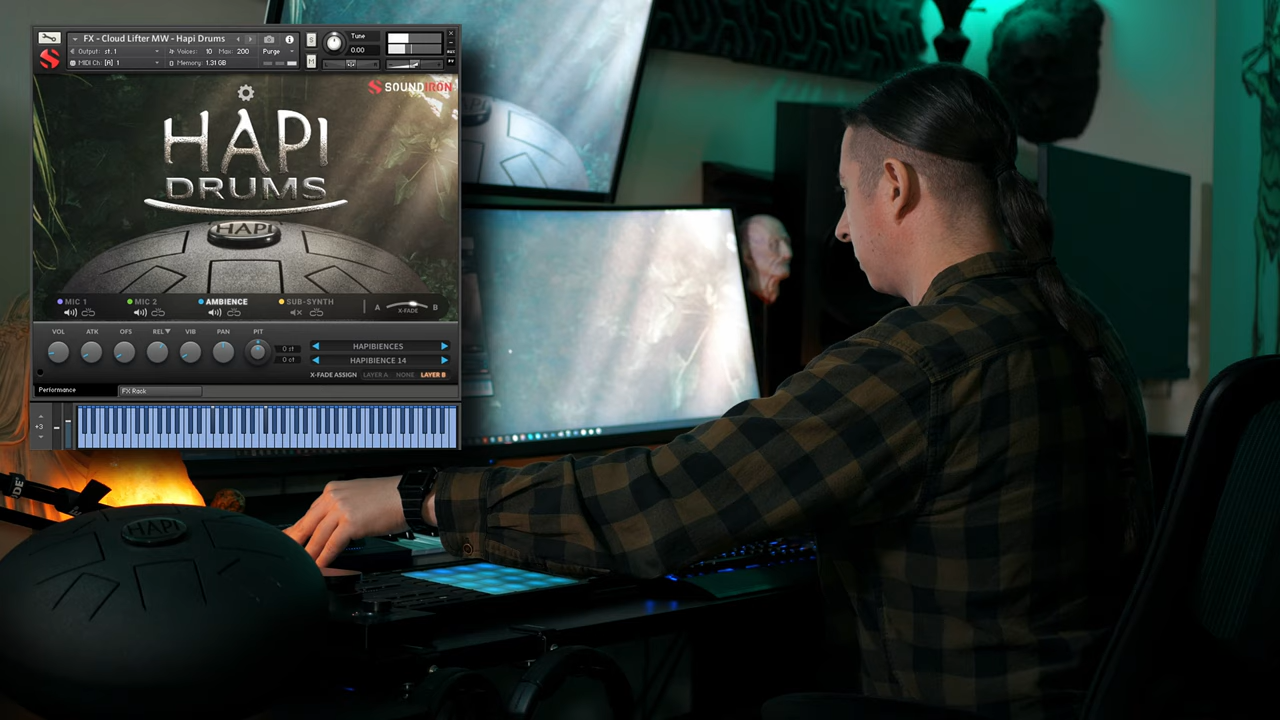 FX - Cloud Lifter MW - Hapi Drums
Output: st. 1
Voices: 10 Max: 200
Purge
MIDI Ch: [A] 1
Memory: 1.31 GB
S
M
Tune
0.00
SOUNDIRON
HAPI
DRUMS
HAPI
MIC 1
MIC 2
AMBIENCE
SUB-SYNTH
A
X-FADE
B
VOL ATK OFS REL VIB PAN PIT
0 st
0 ct
HAPIBIENCES
HAPIBIENCE 14
X-FADE ASSIGN LAYER A NONE LAYER B
Performance
FX Rack
+3
HAPI